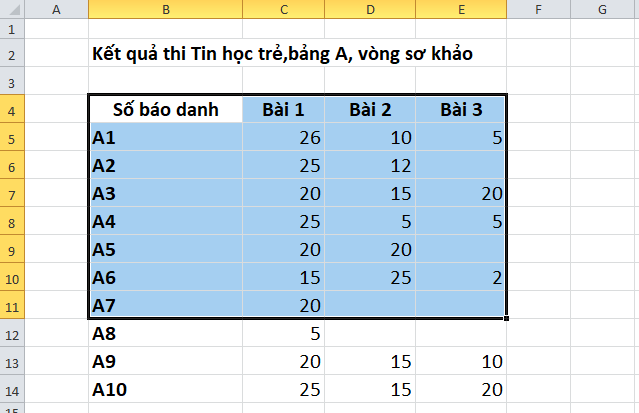 A B C D E F G
1
2 Kết quả thi Tin học trẻ,bảng A, vòng sơ khảo
3
4 Số báo danh Bài 1 Bài 2 Bài 3
5 A1 26 10 5
6 A2 25 12
7 A3 20 15 20
8 A4 25 5 5
9 A5 20 20
10 A6 15 25 2
11 A7 20
12 A8 5
13 A9 20 15 10
14 A10 25 15 20